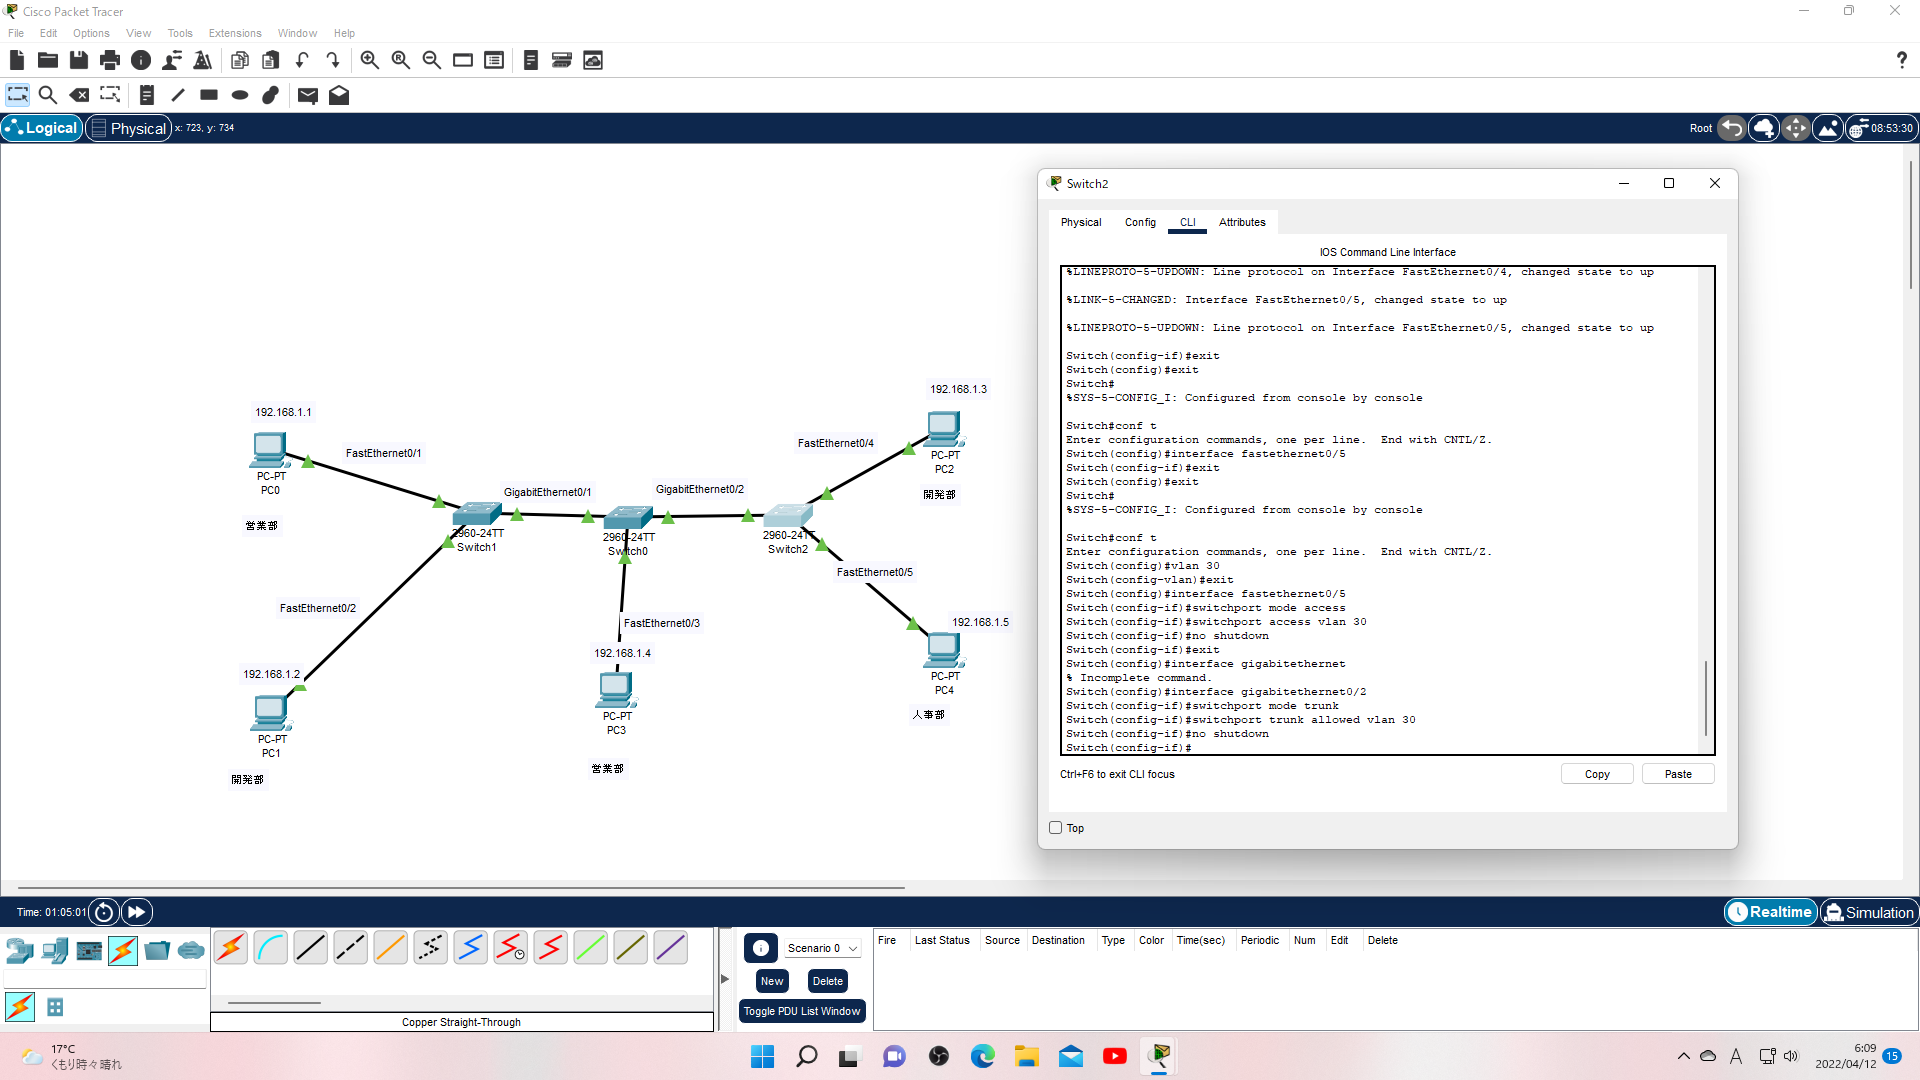 Cisco Packet Tracer
File Edit Options View Tools Extensions Window Help
Logical Physical x: 723, y: 734 Root 08:53:30
192.168.1.1
FastEthernet0/1
PC-PT
PC0
営業部
GigabitEthernet0/1
2960-24TT
Switch1
GigabitEthernet0/2
2960-24TT
Switch0
2960-24TT
Switch2
192.168.1.3
FastEthernet0/4
PC-PT
PC2
開発部
FastEthernet0/5
FastEthernet0/2
FastEthernet0/3
192.168.1.4
192.168.1.5
PC-PT
PC4
人事部
192.168.1.2
PC-PT
PC1
開発部
PC-PT
PC3
営業部
Switch2
Physical Config CLI Attributes
IOS Command Line Interface
%LINEPROTO-5-UPDOWN: Line protocol on Interface FastEthernet0/4, changed state to up
%LINK-5-CHANGED: Interface FastEthernet0/5, changed state to up
%LINEPROTO-5-UPDOWN: Line protocol on Interface FastEthernet0/5, changed state to up
Switch(config-if)#exit
Switch(config)#exit
Switch#
%SYS-5-CONFIG_I: Configured from console by console
Switch#conf t
Enter configuration commands, one per line. End with CNTL/Z.
Switch(config)#interface fastethernet0/5
Switch(config-if)#exit
Switch(config)#exit
Switch#
%SYS-5-CONFIG_I: Configured from console by console
Switch#conf t
Enter configuration commands, one per line. End with CNTL/Z.
Switch(config)#vlan 30
Switch(config-vlan)#exit
Switch(config)#interface fastethernet0/5
Switch(config-if)#switchport mode access
Switch(config-if)#switchport access vlan 30
Switch(config-if)#no shutdown
Switch(config-if)#exit
Switch(config)#interface gigabitethernet
% Incomplete command.
Switch(config)#interface gigabitethernet0/2
Switch(config-if)#switchport mode trunk
Switch(config-if)#switchport trunk allowed vlan 30
Switch(config-if)#no shutdown
Switch(config-if)#
Ctrl+F6 to exit CLI focus Copy Paste
Top
Time: 01:05:01 Realtime Simulation
Scenario 0
New Delete
Toggle PDU List Window
Fire Last Status Source Destination Type Color Time(sec) Periodic Num Edit Delete
Copper Straight-Through
17°C
くもり時々晴れ
A
6:09
2022/04/12
15